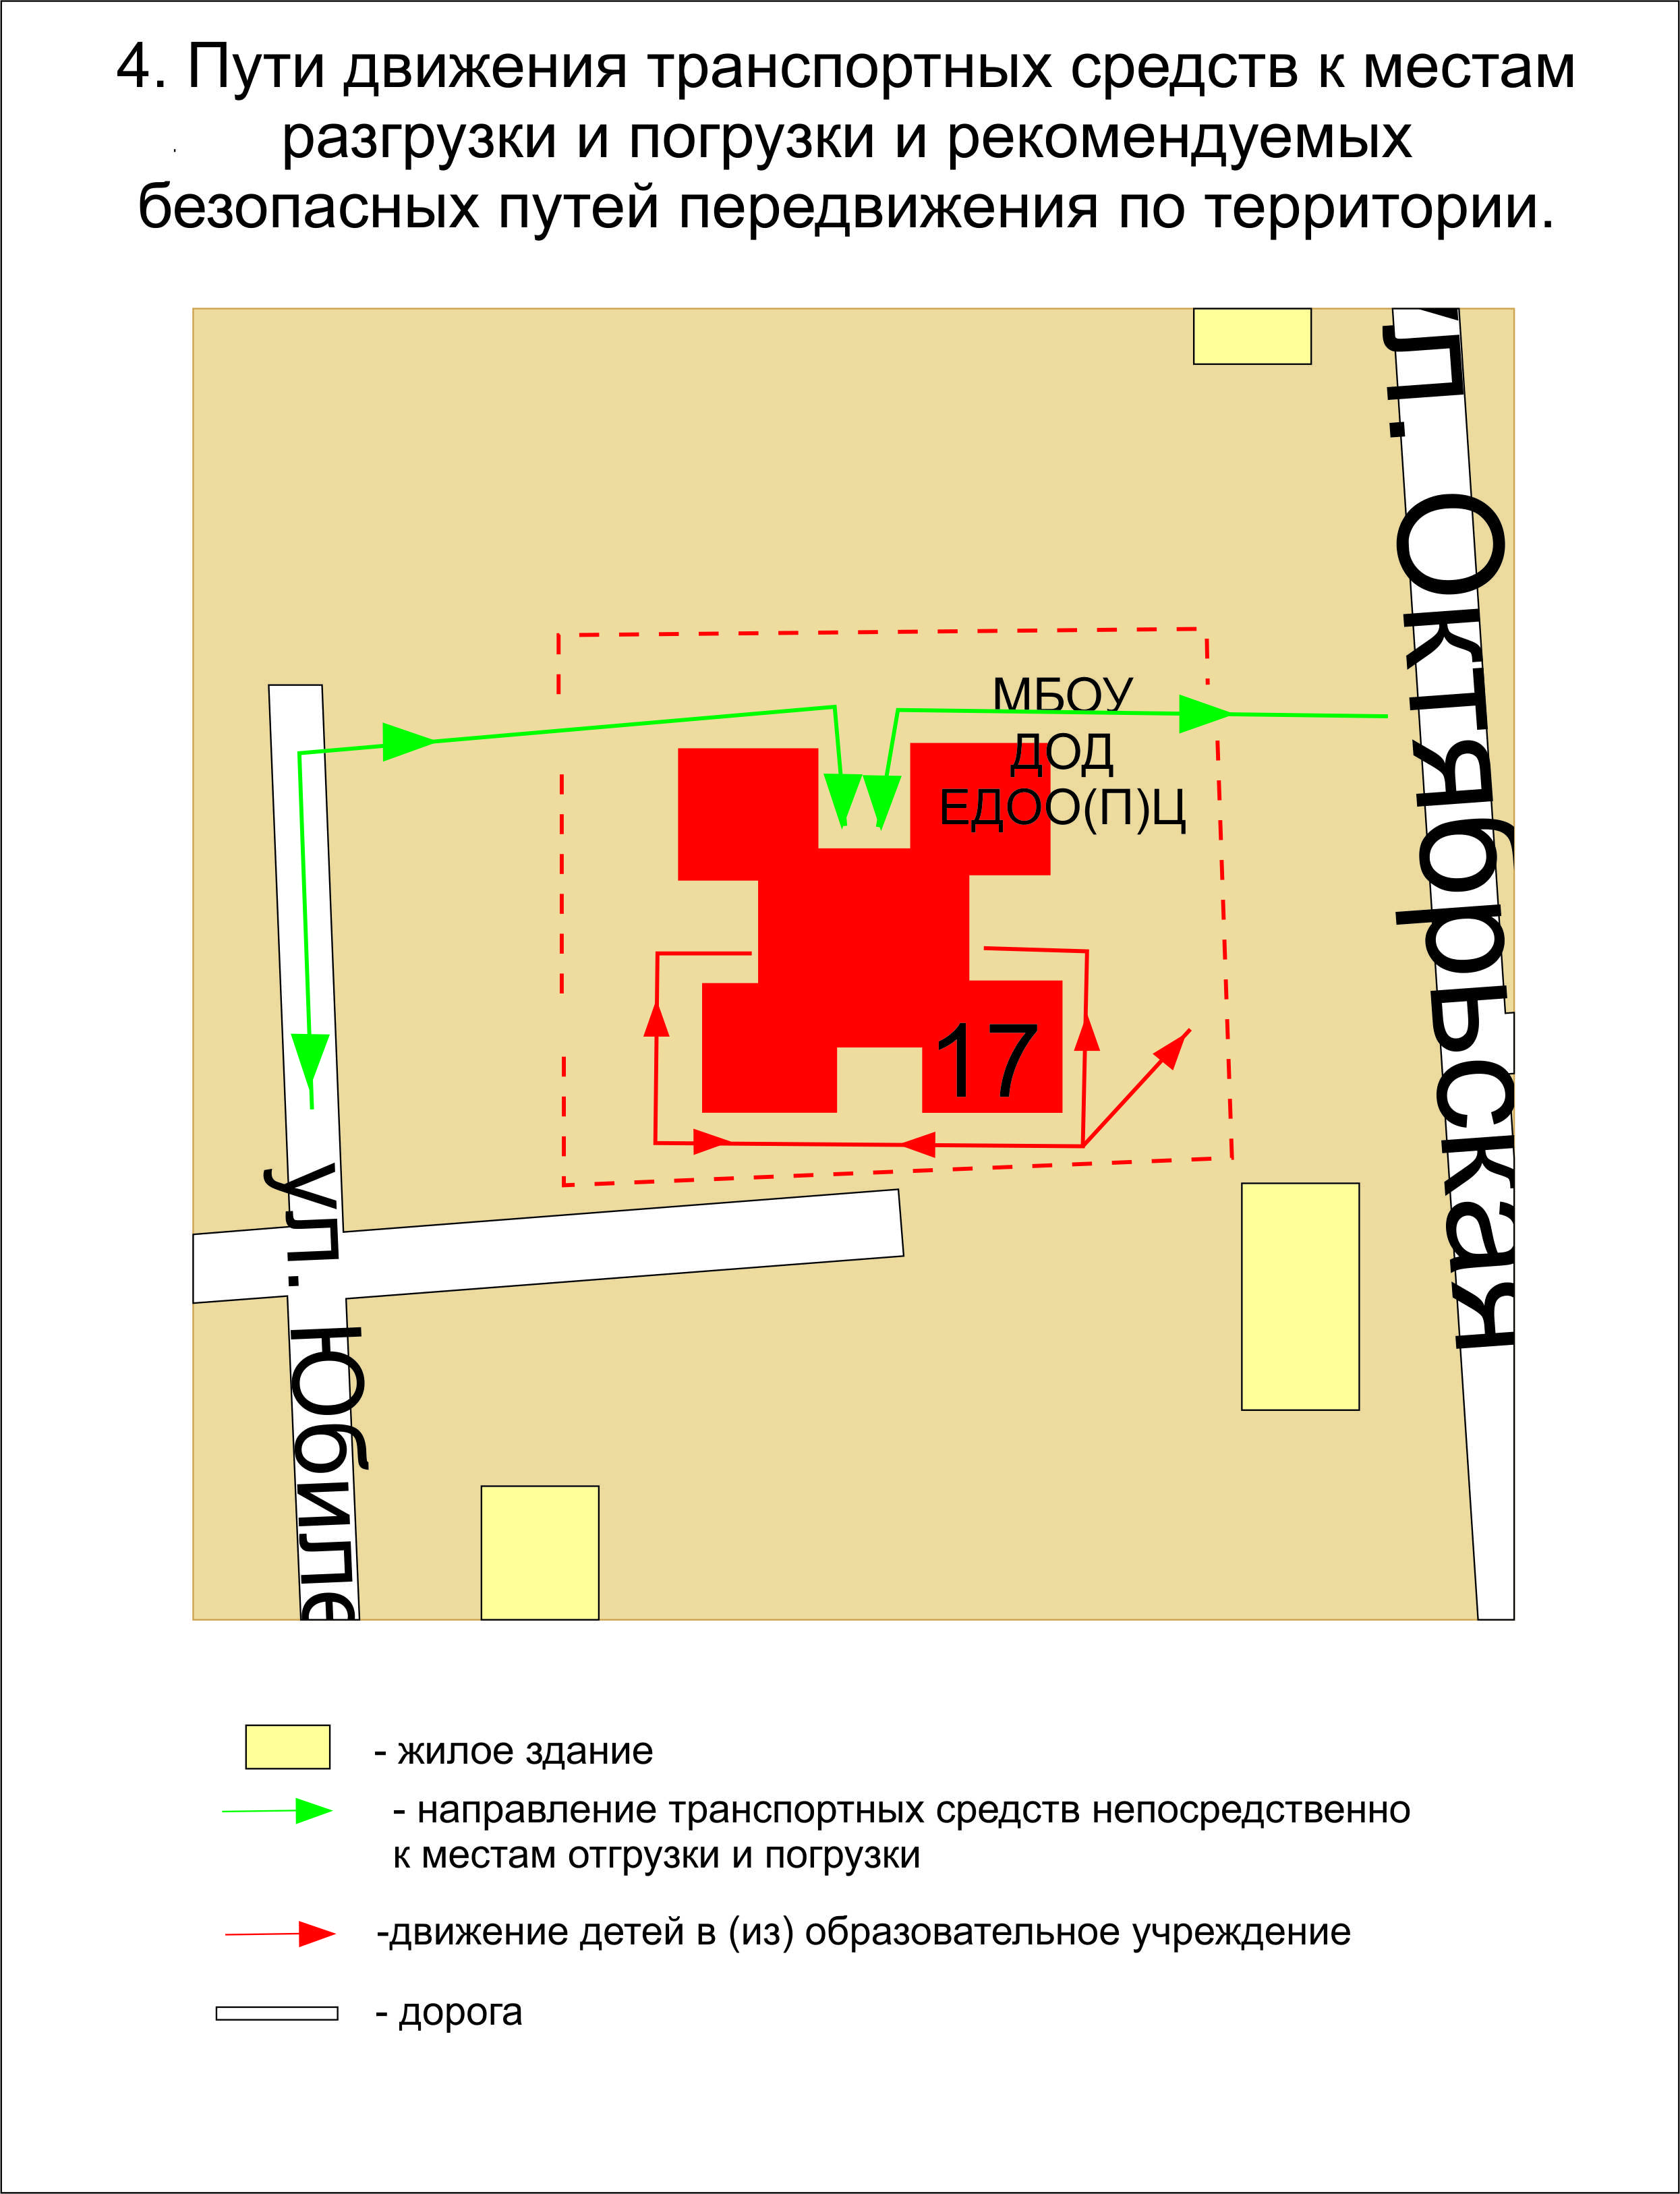 4. Пути движения транспортных средств к местам
разгрузки и погрузки и рекомендуемых
безопасных путей передвижения по территории.
ул. Октябрьская
МБОУ
ДОД
ЕДОО(П)Ц
17
ул. Юбиле
- жилое здание
- направление транспортных средств непосредственно
к местам отгрузки и погрузки
-движение детей в (из) образовательное учреждение
- дорога